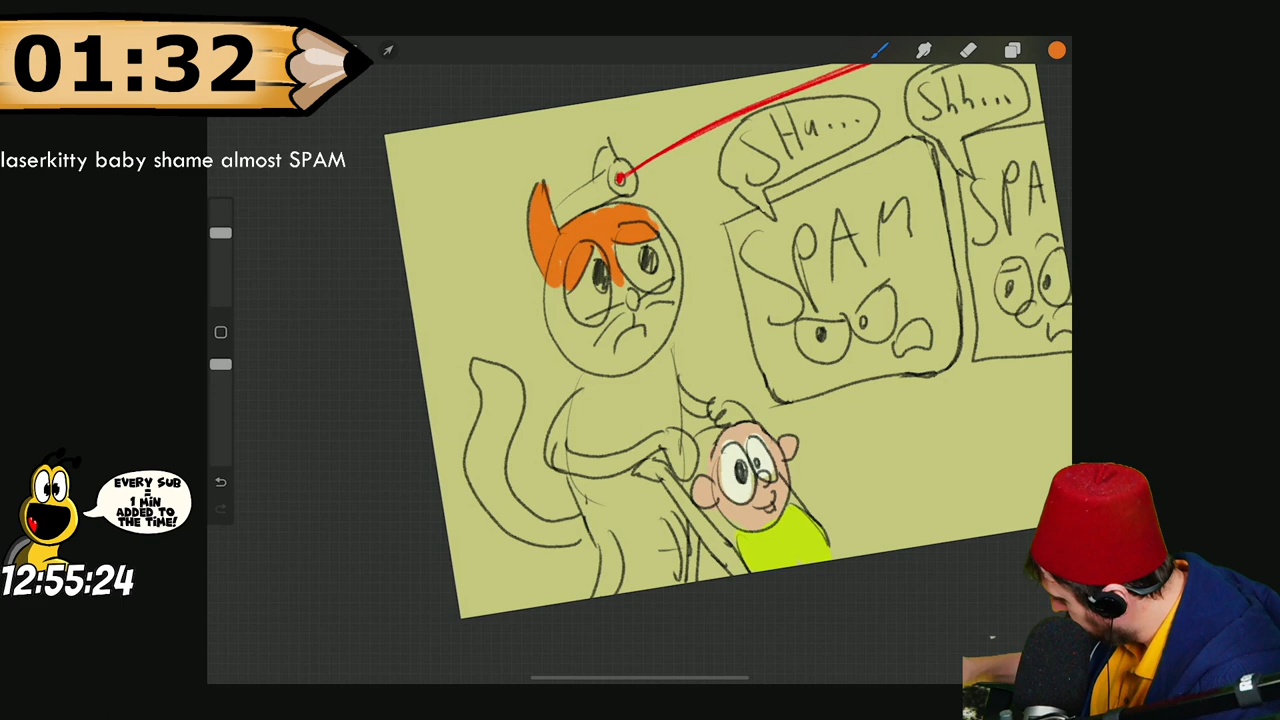 01:32
laserkitty baby shame almost SPAM
SHu...
Shh...
SPAM
SPA
EVERY SUB
=
1 MIN
ADDED TO
THE TIME!
12:55:24